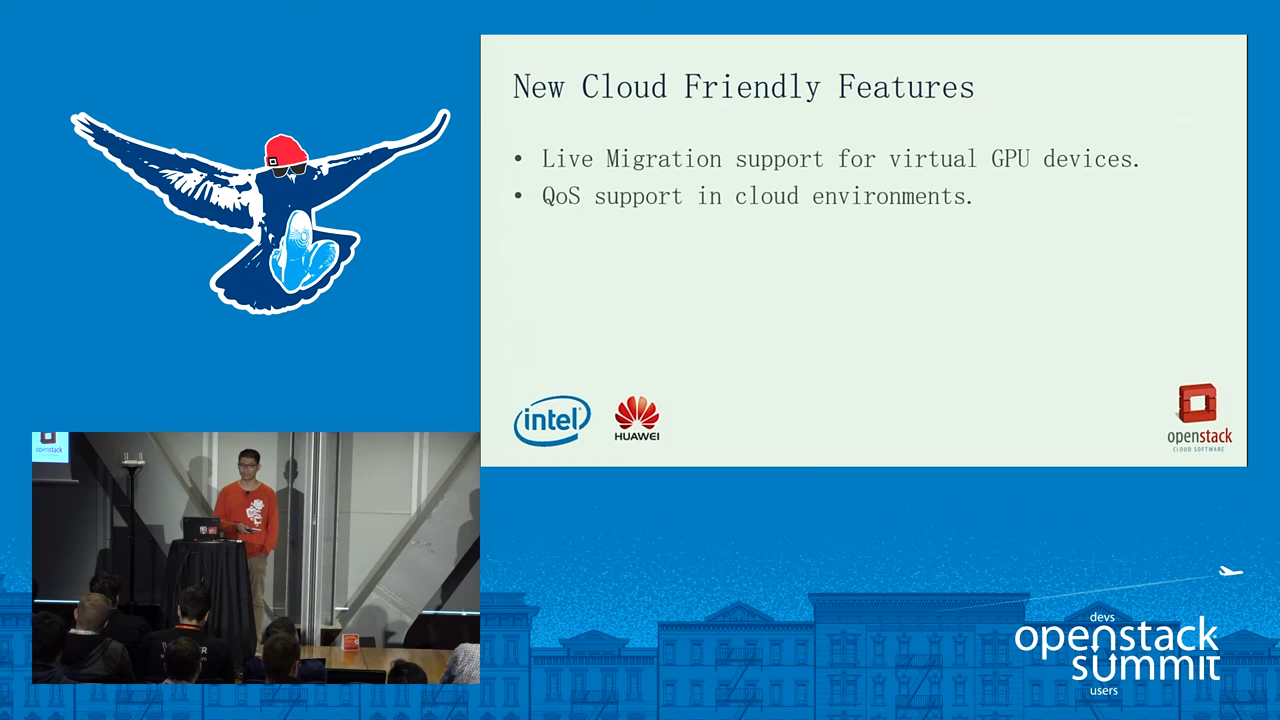 New Cloud Friendly Features
• Live Migration support for virtual GPU devices.
• QoS support in cloud environments.
intel
HUAWEI
openstack
CLOUD SOFTWARE
openstack
devs
openstack
summit
users